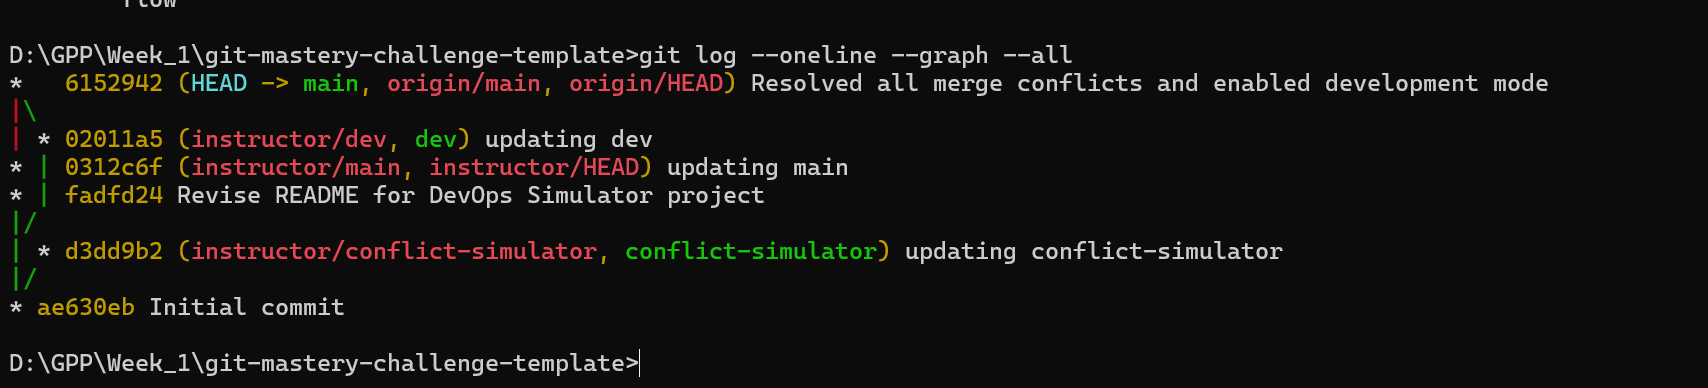 flow
D:\GPP\Week_1\git-mastery-challenge-template>git log --oneline --graph --all
*   6152942 (HEAD -> main, origin/main, origin/HEAD) Resolved all merge conflicts and enabled development mode
|\
| * 02011a5 (instructor/dev, dev) updating dev
* | 0312c6f (instructor/main, instructor/HEAD) updating main
* | fadfd24 Revise README for DevOps Simulator project
|/
| * d3dd9b2 (instructor/conflict-simulator, conflict-simulator) updating conflict-simulator
|/
* ae630eb Initial commit
D:\GPP\Week_1\git-mastery-challenge-template>